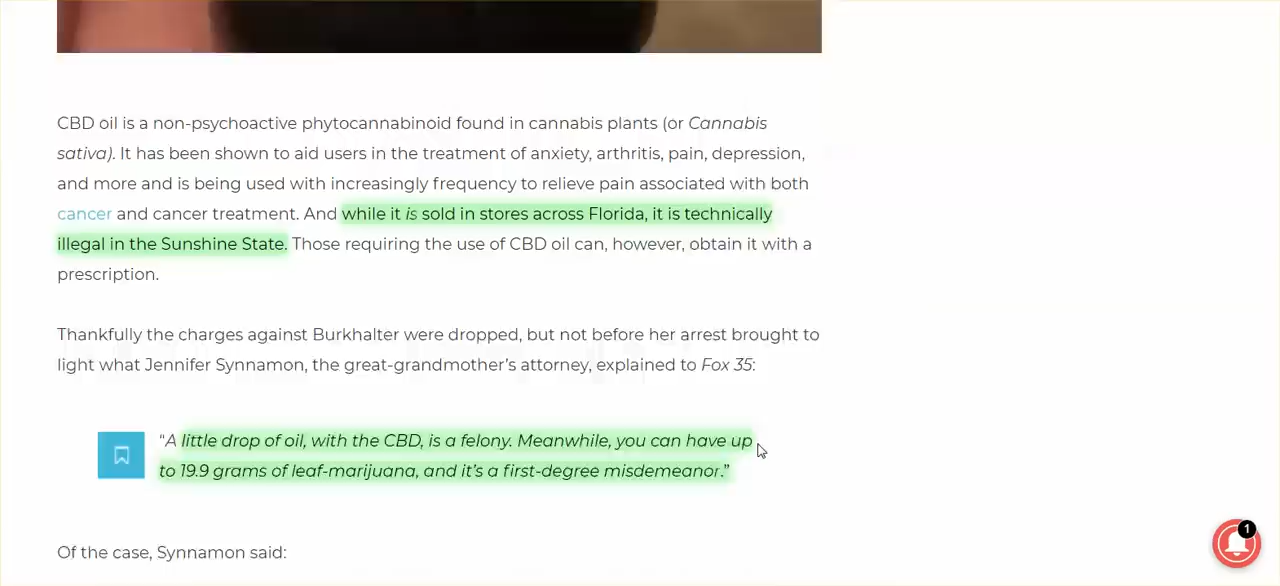 CBD oil is a non-psychoactive phytocannabinoid found in cannabis plants (or Cannabis
sativa). It has been shown to aid users in the treatment of anxiety, arthritis, pain, depression,
and more and is being used with increasingly frequency to relieve pain associated with both
cancer and cancer treatment. And while it is sold in stores across Florida, it is technically
illegal in the Sunshine State. Those requiring the use of CBD oil can, however, obtain it with a
prescription.
Thankfully the charges against Burkhalter were dropped, but not before her arrest brought to
light what Jennifer Synnamon, the great-grandmother’s attorney, explained to Fox 35:
“A little drop of oil, with the CBD, is a felony. Meanwhile, you can have up
to 19.9 grams of leaf-marijuana, and it’s a first-degree misdemeanor.”
Of the case, Synnamon said:
1